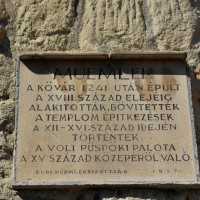 MŰEMLÉK
A KŐVÁR 1241 UTÁN ÉPÜLT
A XVIII. SZÁZAD ELEJÉIG
ALAKÍTOTTÁK, BŐVÍTETTÉK
A TEMPLOM ÉPÍTKEZÉSEK
A XII-XVI. SZÁZAD IDEJÉN
TÖRTÉNTEK
A VOLT PÜSPÖKI PALOTA
A XV SZÁZAD KÖZEPÉRŐL VALÓ